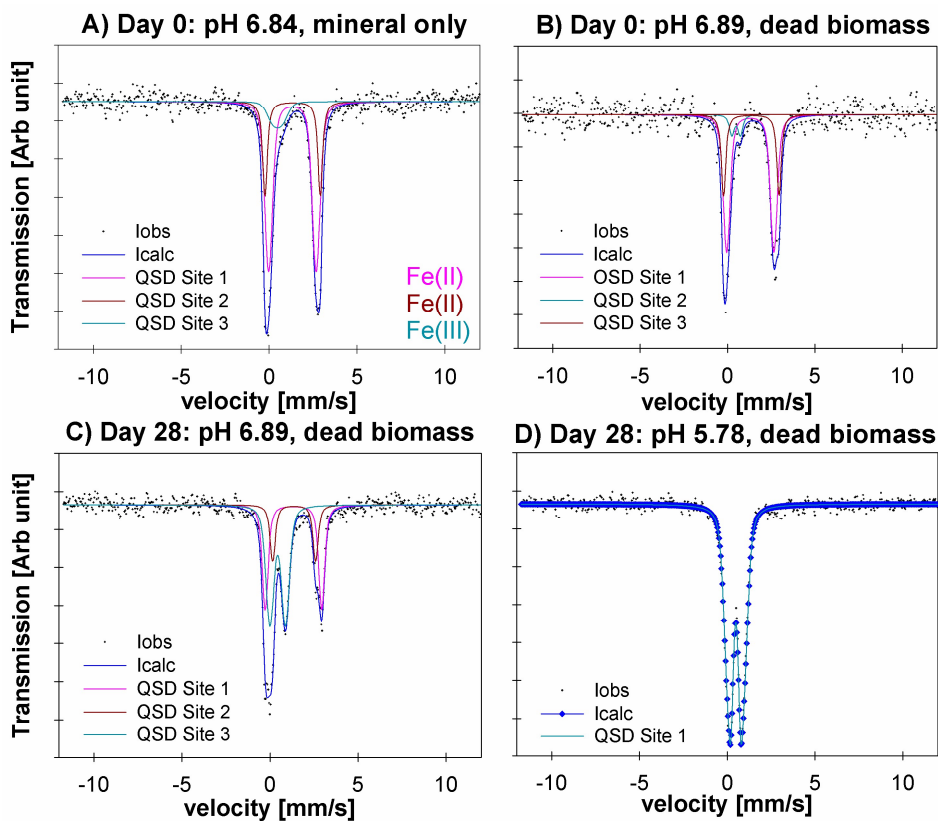 A) Day 0: pH 6.84, mineral only
Transmission [Arb unit]
Iobs
Icalc
QSD Site 1
QSD Site 2
QSD Site 3
Fe(II)
Fe(II)
Fe(III)
-10 -5 0 5 10
velocity [mm/s]
B) Day 0: pH 6.89, dead biomass
Iobs
Icalc
OSD Site 1
QSD Site 2
QSD Site 3
-10 -5 0 5 10
velocity [mm/s]
C) Day 28: pH 6.89, dead biomass
Transmission [Arb unit]
Iobs
Icalc
QSD Site 1
QSD Site 2
QSD Site 3
-10 -5 0 5 10
velocity [mm/s]
D) Day 28: pH 5.78, dead biomass
Iobs
Icalc
QSD Site 1
-10 -5 0 5 10
velocity [mm/s]